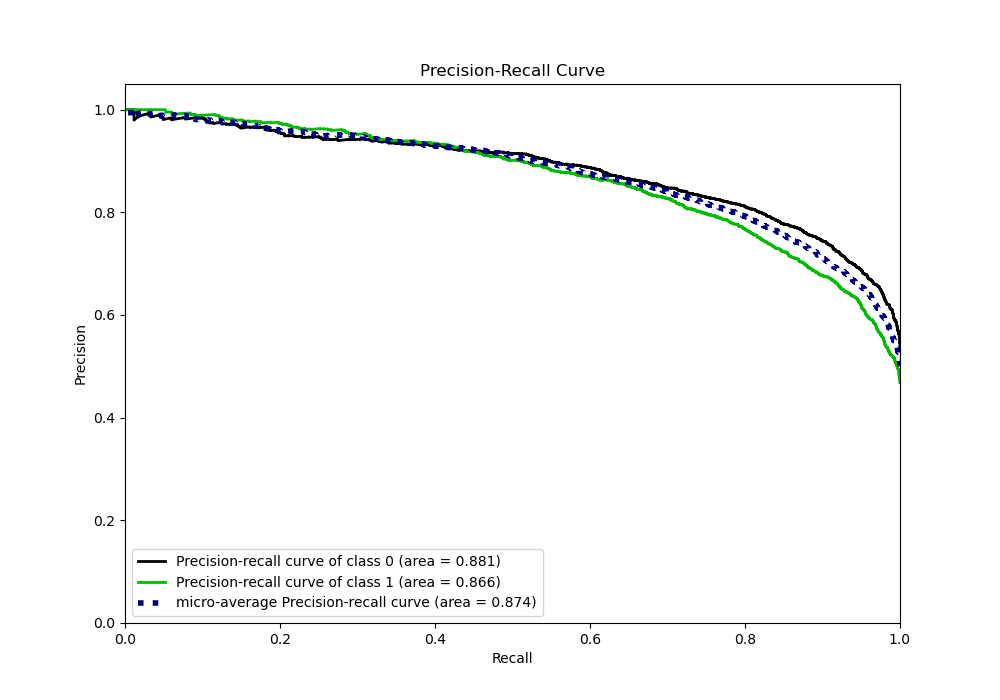 Precision-Recall Curve
1.0
0.8
0.6
0.4
0.2
0.0
Precision
Precision-recall curve of class 0 (area = 0.881)
Precision-recall curve of class 1 (area = 0.866)
micro-average Precision-recall curve (area = 0.874)
0.0 0.2 0.4 0.6 0.8 1.0
Recall